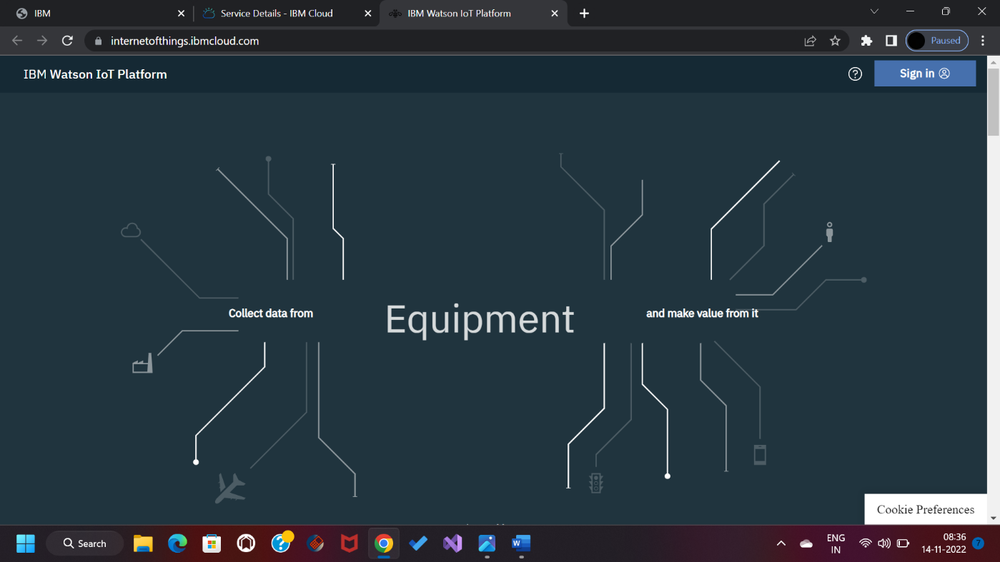 IBM
Service Details - IBM Cloud
IBM Watson IoT Platform
internetofthings.ibmcloud.com
Paused
IBM Watson IoT Platform
Sign in
Collect data from
Equipment
and make value from it
Cookie Preferences
Search
W
ENG
IN
08:36
14-11-2022
7